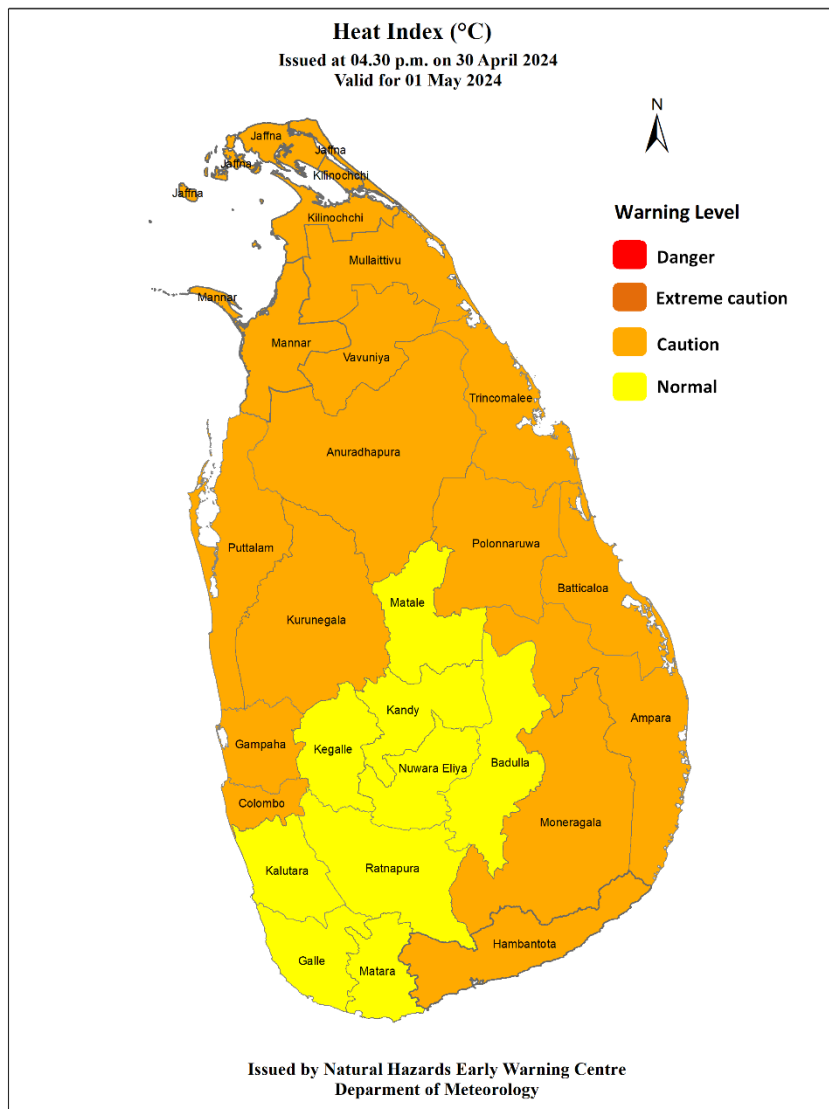 Heat Index (°C)
Issued at 04.30 p.m. on 30 April 2024
Valid for 01 May 2024
N
Jaffna
Jaffna
Jaffna
Kilinochchi
Jaffna
Kilinochchi
Mullaittivu
Mannar
Mannar
Vavuniya
Trincomalee
Anuradhapura
Polonnaruwa
Puttalam
Batticaloa
Matale
Kurunegala
Kandy
Ampara
Gampaha
Kegalle
Nuwara Eliya
Badulla
Colombo
Moneragala
Kalutara
Ratnapura
Hambantota
Galle
Matara
Warning Level
Danger
Extreme caution
Caution
Normal
Issued by Natural Hazards Early Warning Centre
Deparment of Meteorology